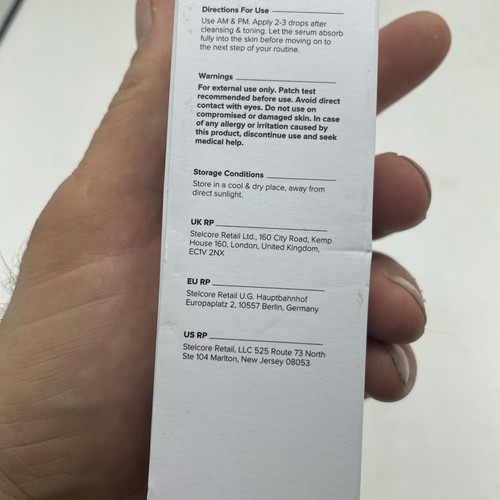 Directions For Use
Use AM & PM. Apply 2-3 drops after
cleansing & toning. Let the serum absorb
fully into the skin before moving on to
the next step of your routine.
Warnings
For external use only. Patch test
recommended before use. Avoid direct
contact with eyes. Do not use on
compromised or damaged skin. In case
of any allergy or irritation caused by
this product, discontinue use and seek
medical help.
Storage Conditions
Store in a cool & dry place, away from
direct sunlight.
UK RP
Stelcore Retail Ltd., 160 City Road, Kemp
House 160, London, United Kingdom,
EC1V 2NX
EU RP
Stelcore Retail U.G. Hauptbahnhof
Europaplatz 2, 10557 Berlin, Germany
US RP
Stelcore Retail, LLC 525 Route 73 North
Ste 104 Marlton, New Jersey 08053